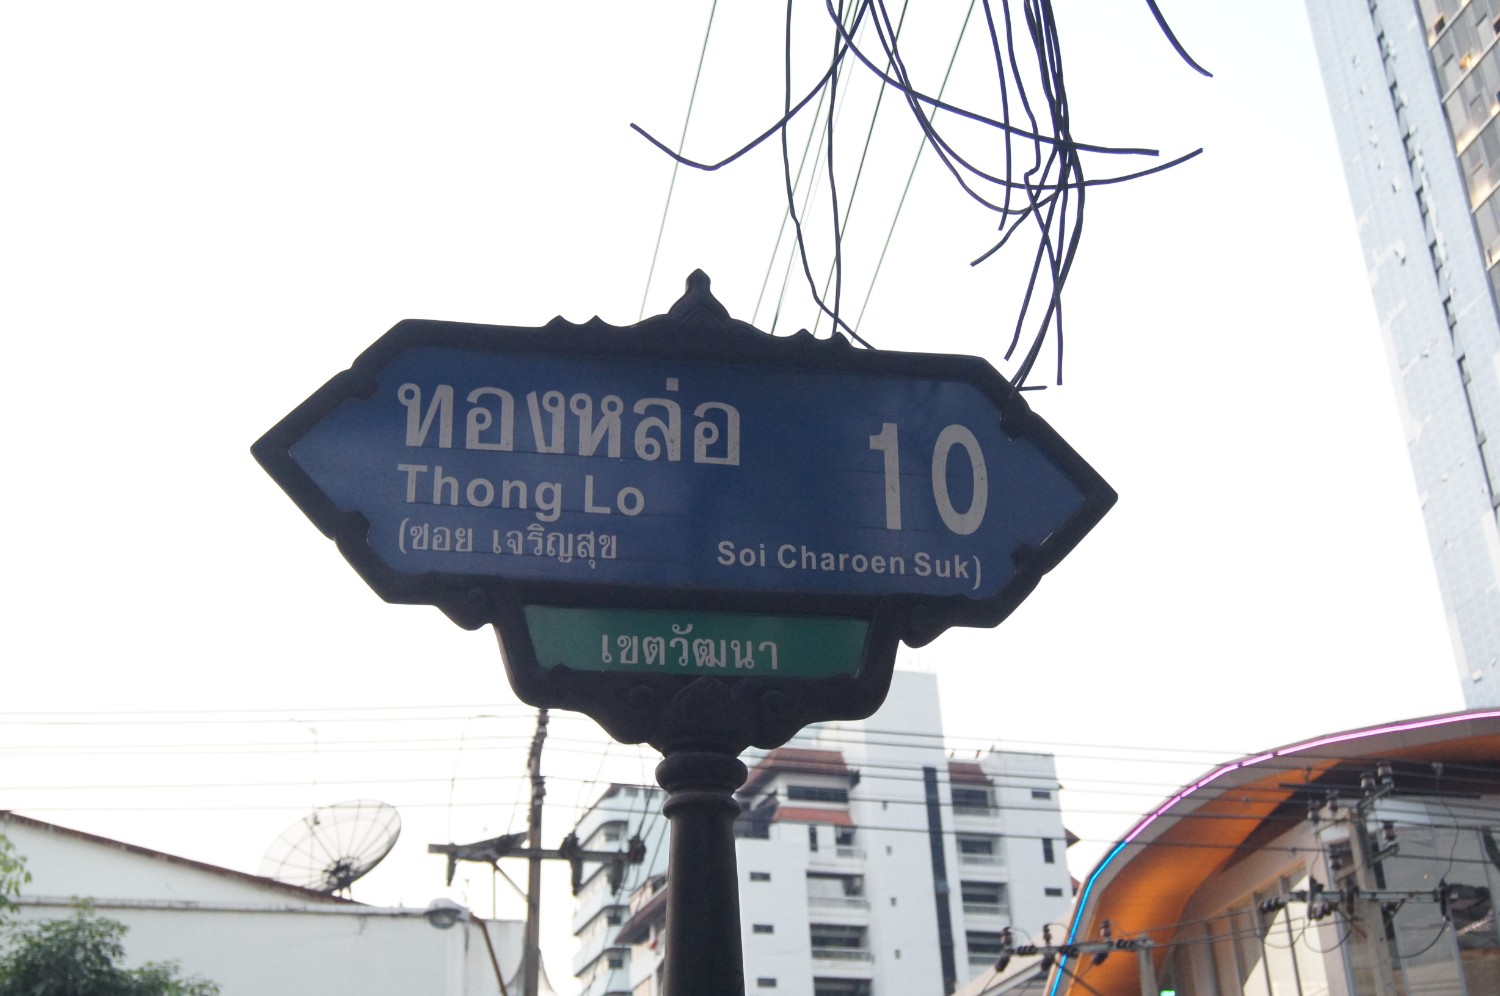 ทองหล่อ 10
Thong Lo
(ซอย เจริญสุข Soi Charoen Suk)
เขตวัฒนา